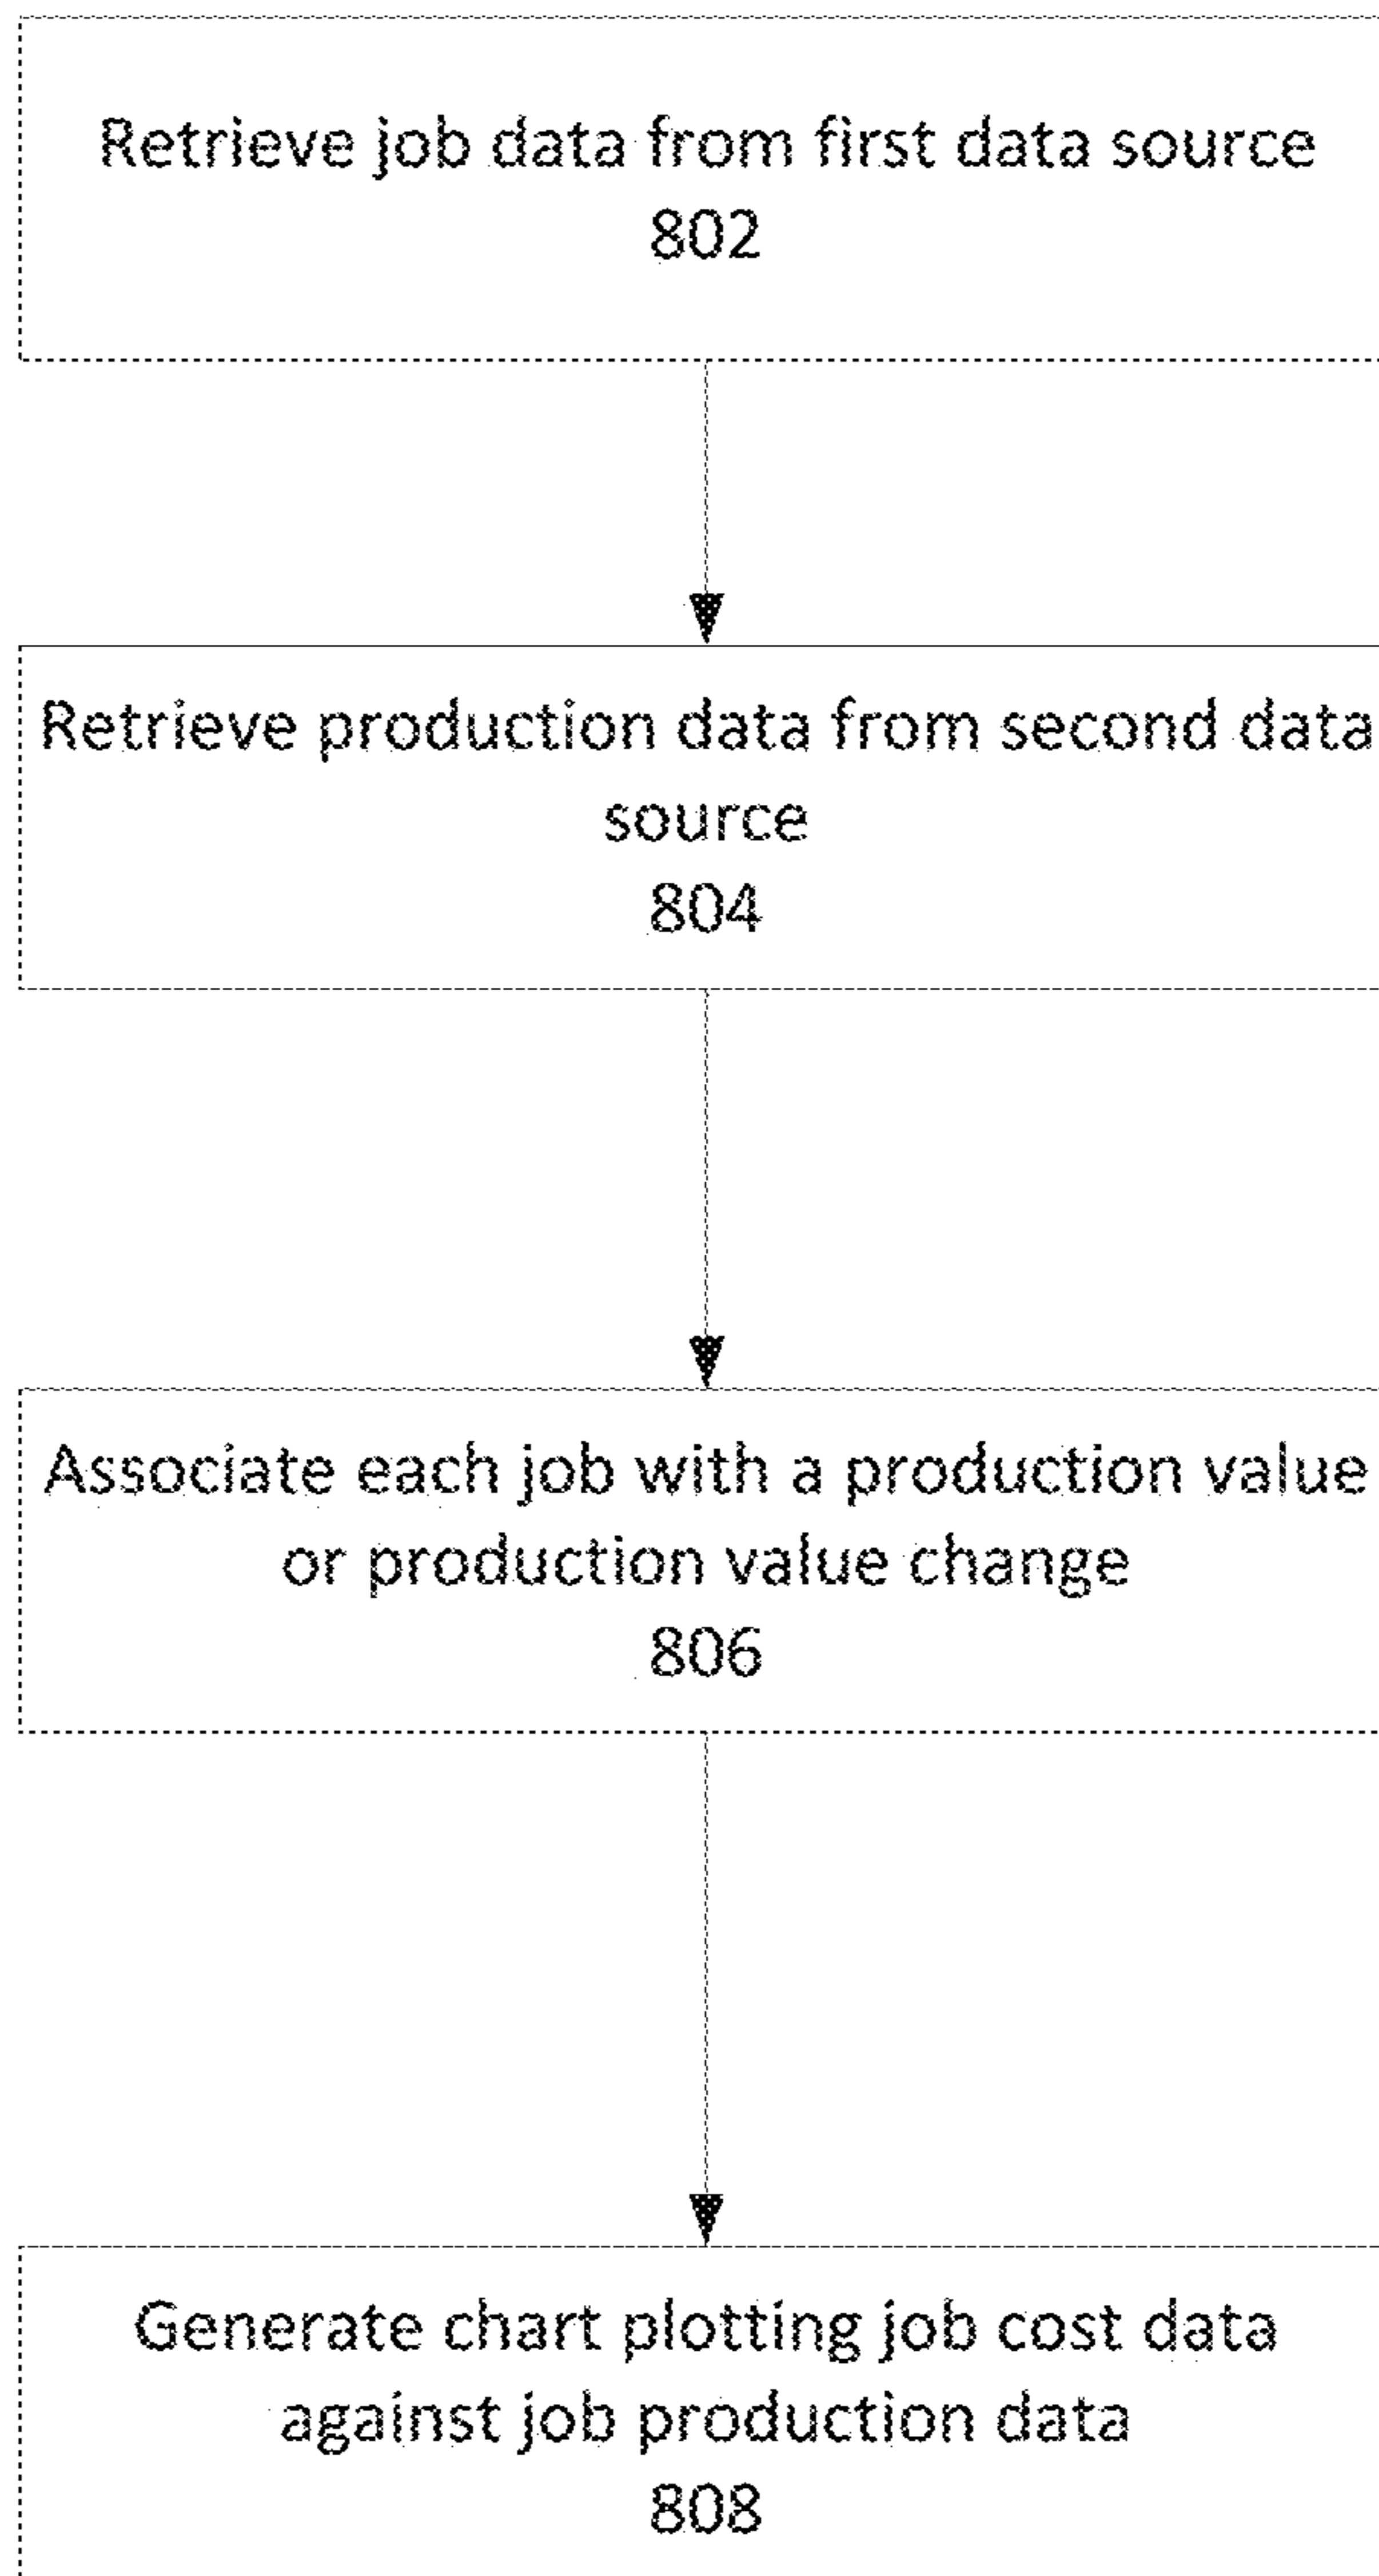 Retrieve job data from first data source
802
Retrieve production data from second data
source
804
Associate each job with a production value
or production value change
806
Generate chart plotting job cost data
against job production data
808